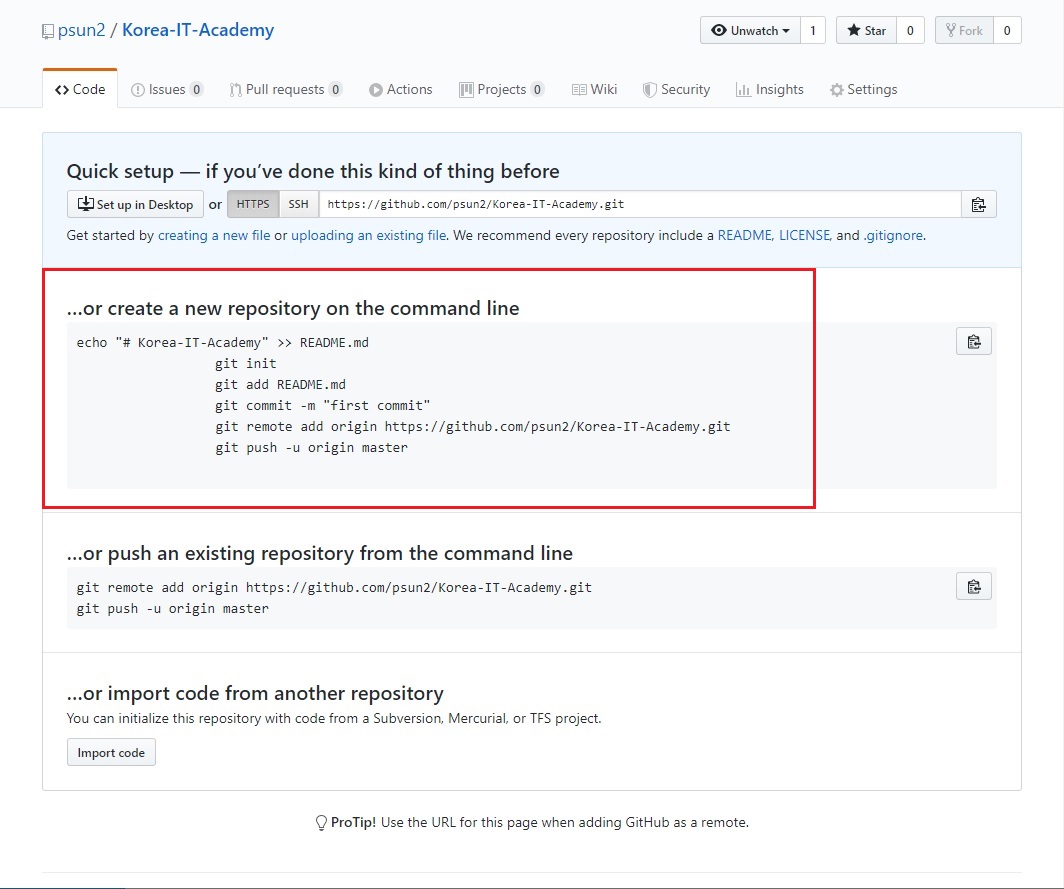 psun2 / Korea-IT-Academy
Unwatch 1 Star 0 Fork 0
Code Issues 0 Pull requests 0 Actions Projects 0 Wiki Security Insights Settings
Quick setup — if you’ve done this kind of thing before
Set up in Desktop or HTTPS SSH https://github.com/psun2/Korea-IT-Academy.git
Get started by creating a new file or uploading an existing file. We recommend every repository include a README, LICENSE, and .gitignore.
…or create a new repository on the command line
echo "# Korea-IT-Academy" >> README.md
git init
git add README.md
git commit -m "first commit"
git remote add origin https://github.com/psun2/Korea-IT-Academy.git
git push -u origin master
…or push an existing repository from the command line
git remote add origin https://github.com/psun2/Korea-IT-Academy.git
git push -u origin master
…or import code from another repository
You can initialize this repository with code from a Subversion, Mercurial, or TFS project.
Import code
ProTip! Use the URL for this page when adding GitHub as a remote.